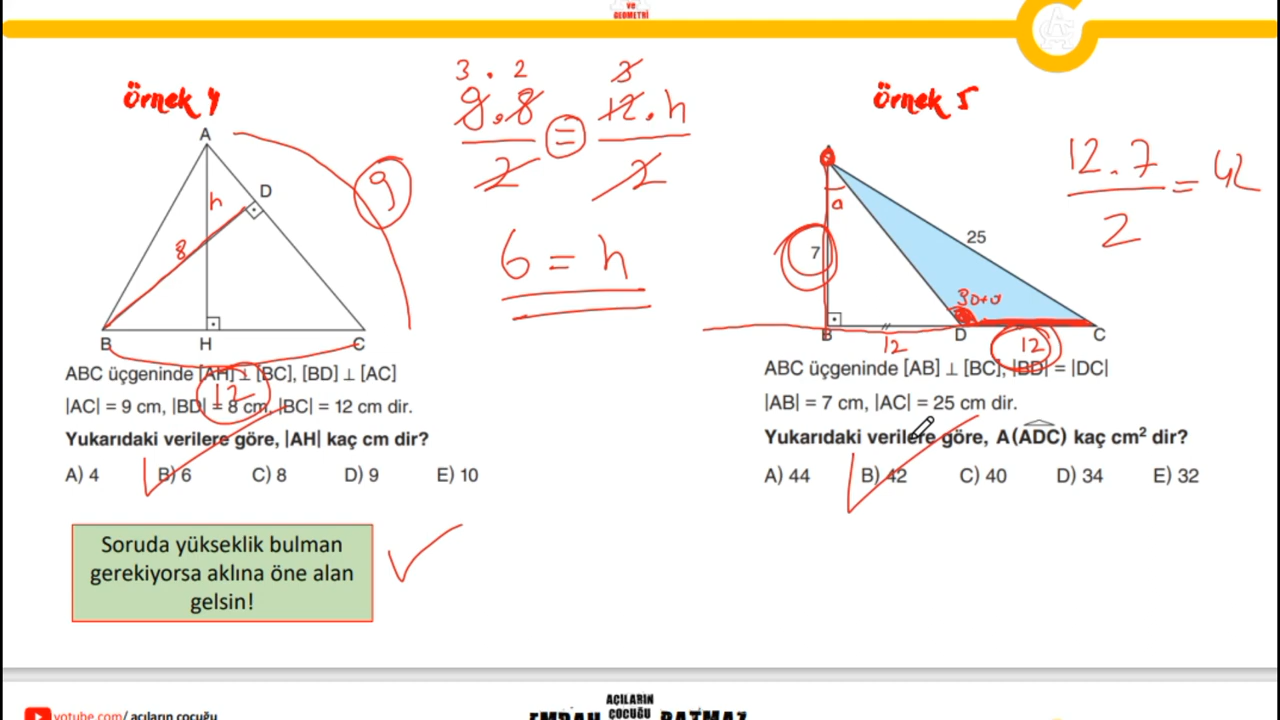 ve
GEOMETRİ
Örnek 4
A
D
h
8
9
B
H
C
12
3 . 2
9.8
2
=
3
12.h
2
6 = h
ABC üçgeninde [AH] ⊥ [BC], [BD] ⊥ [AC]
|AC| = 9 cm, |BD| = 8 cm, |BC| = 12 cm dir.
Yukarıdaki verilere göre, |AH| kaç cm dir?
A) 4 B) 6 C) 8 D) 9 E) 10
Soruda yükseklik bulman
gerekiyorsa aklına öne alan
gelsin!
Örnek 5
7
25
B
D
C
12
12
12.7
2
= 42
ABC üçgeninde [AB] ⊥ [BC], |BD| = |DC|
|AB| = 7 cm, |AC| = 25 cm dir.
Yukarıdaki verilere göre, A(ADC) kaç cm² dir?
A) 44 B) 42 C) 40 D) 34 E) 32
yotube.com/ açıların çocuğu
AÇILARIN
ÇOCUĞU